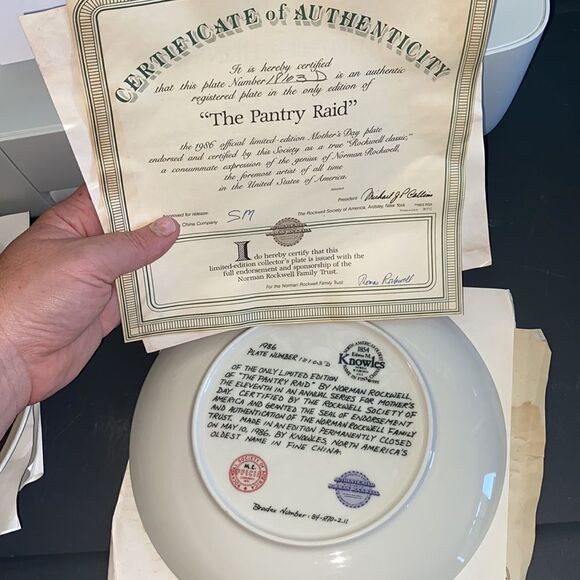 CERTIFICATE of AUTHENTICITY
It is hereby certified
that this plate Number 18103 D is an authentic
registered plate in the only edition of
"The Pantry Raid"
the 1986 official limited-edition Mother's Day plate
endorsed and certified by this Society as a true "Rockwell classic,"
a consummate expression of the genius of Norman Rockwell,
the foremost artist of all time
in the United States of America.
President
The Rockwell Society of America, Ardsley, New York
Approved for release: SM
China Company
I do hereby certify that this
limited-edition collector's plate is issued with the
full endorsement and sponsorship of the
Norman Rockwell Family Trust.
For the Norman Rockwell Family Trust
Thomas Rockwell
1986
PLATE NUMBER 18103D
OF THE ONLY LIMITED EDITION
OF "THE PANTRY RAID" BY NORMAN ROCKWELL,
THE ELEVENTH IN AN ANNUAL SERIES FOR MOTHER'S
DAY. CERTIFIED BY THE ROCKWELL SOCIETY OF
AMERICA AND GRANTED THE SEAL OF ENDORSEMENT
AND AUTHENTICATION OF THE NORMAN ROCKWELL FAMILY
TRUST. MADE IN AN EDITION PERMANENTLY CLOSED
ON MAY 10, 1986. BY KNOWLES, NORTH AMERICA'S
OLDEST NAME IN FINE CHINA.
1854
Edwin M.
Knowles
M.I.
Bradex Number: 84-R70-2.11